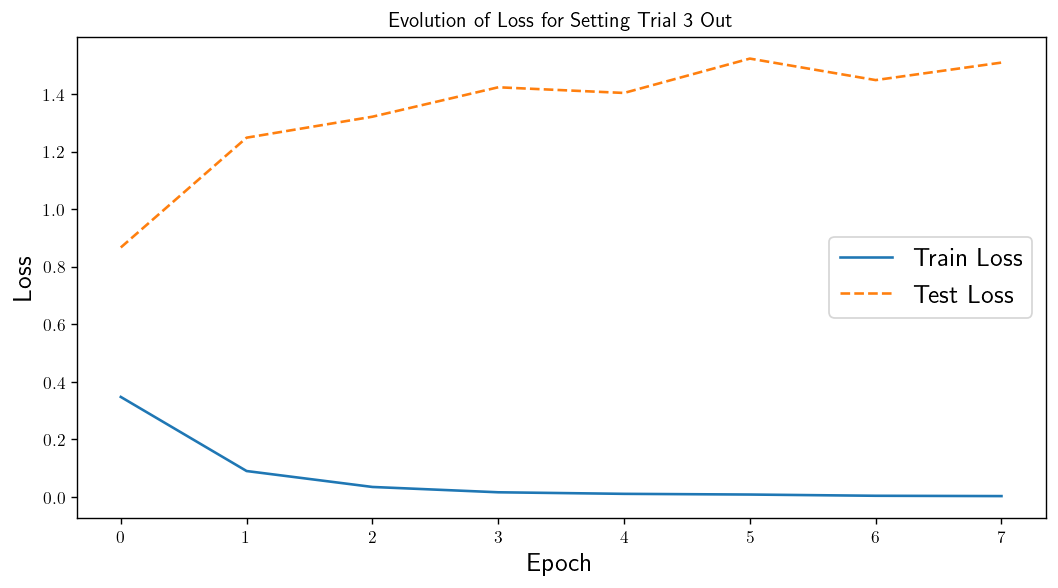 Evolution of Loss for Setting Trial 3 Out
1.4
1.2
1.0
0.8
0.6
0.4
0.2
0.0
Loss
Train Loss
Test Loss
0 1 2 3 4 5 6 7
Epoch